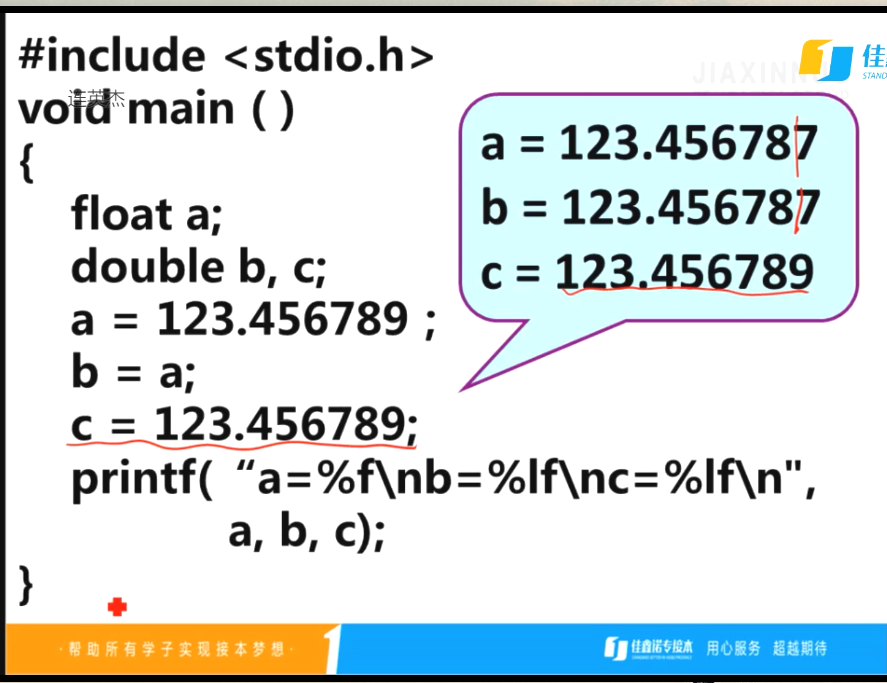 #include <stdio.h>
void main ( )
连英杰
{
float a;
double b, c;
a = 123.456789 ;
b = a;
c = 123.456789;
printf( “a=%f\nb=%lf\nc=%lf\n",
a, b, c);
}
a = 123.456787
b = 123.456787
c = 123.456789
JIAXINN
佳
STAND
·帮助所有学子实现接本梦想·
佳鑫诺专接本 用心服务 超越期待